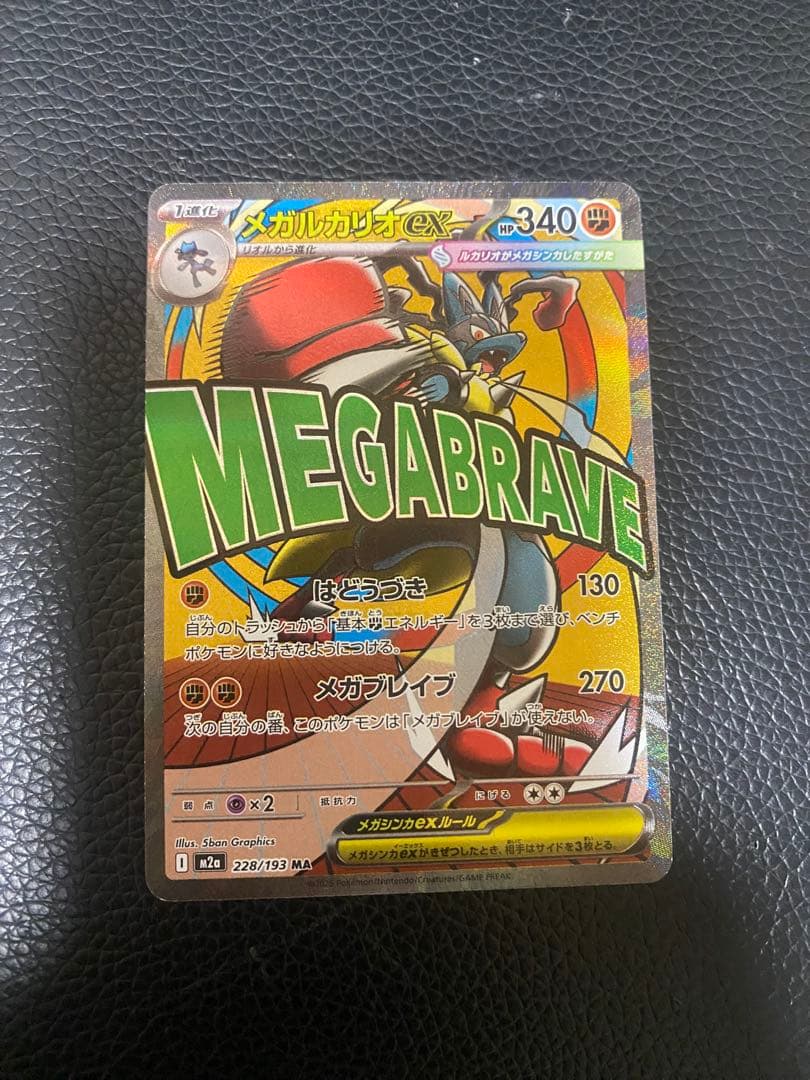 1進化
メガルカリオex HP340
リオルから進化
ルカリオがメガシンカしたすがた
MEGABRAVE
はどうづき 130
自分のトラッシュから「基本エネルギー」を3枚まで選び、ベンチ
ポケモンに好きなようにつける。
メガブレイブ 270
次の自分の番、このポケモンは「メガブレイブ」が使えない。
弱点 ×2 抵抗力 にげる
メガシンカexルール
メガシンカexがきぜつしたとき、相手はサイドを3枚とる。
Illus. 5ban Graphics
I M2a 228/193 MA
©2025 Pokémon/Nintendo/Creatures/GAME FREAK.